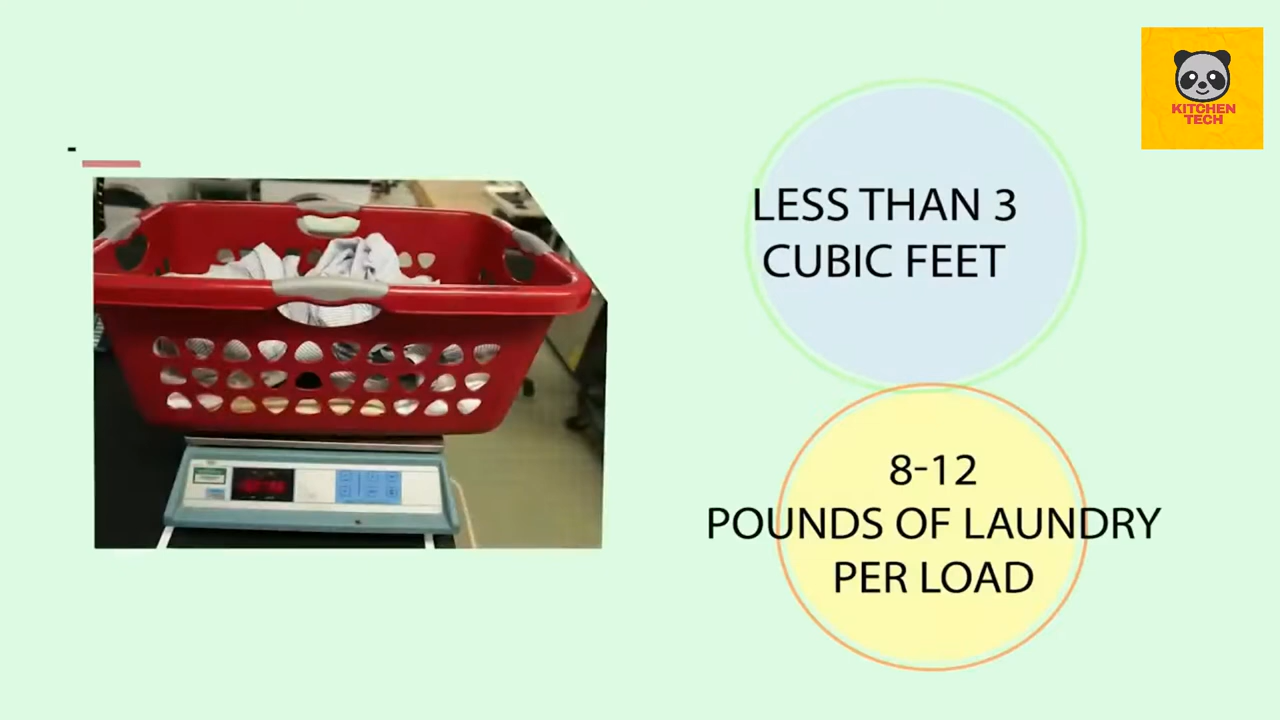 KITCHEN
TECH
LESS THAN 3
CUBIC FEET
8-12
POUNDS OF LAUNDRY
PER LOAD